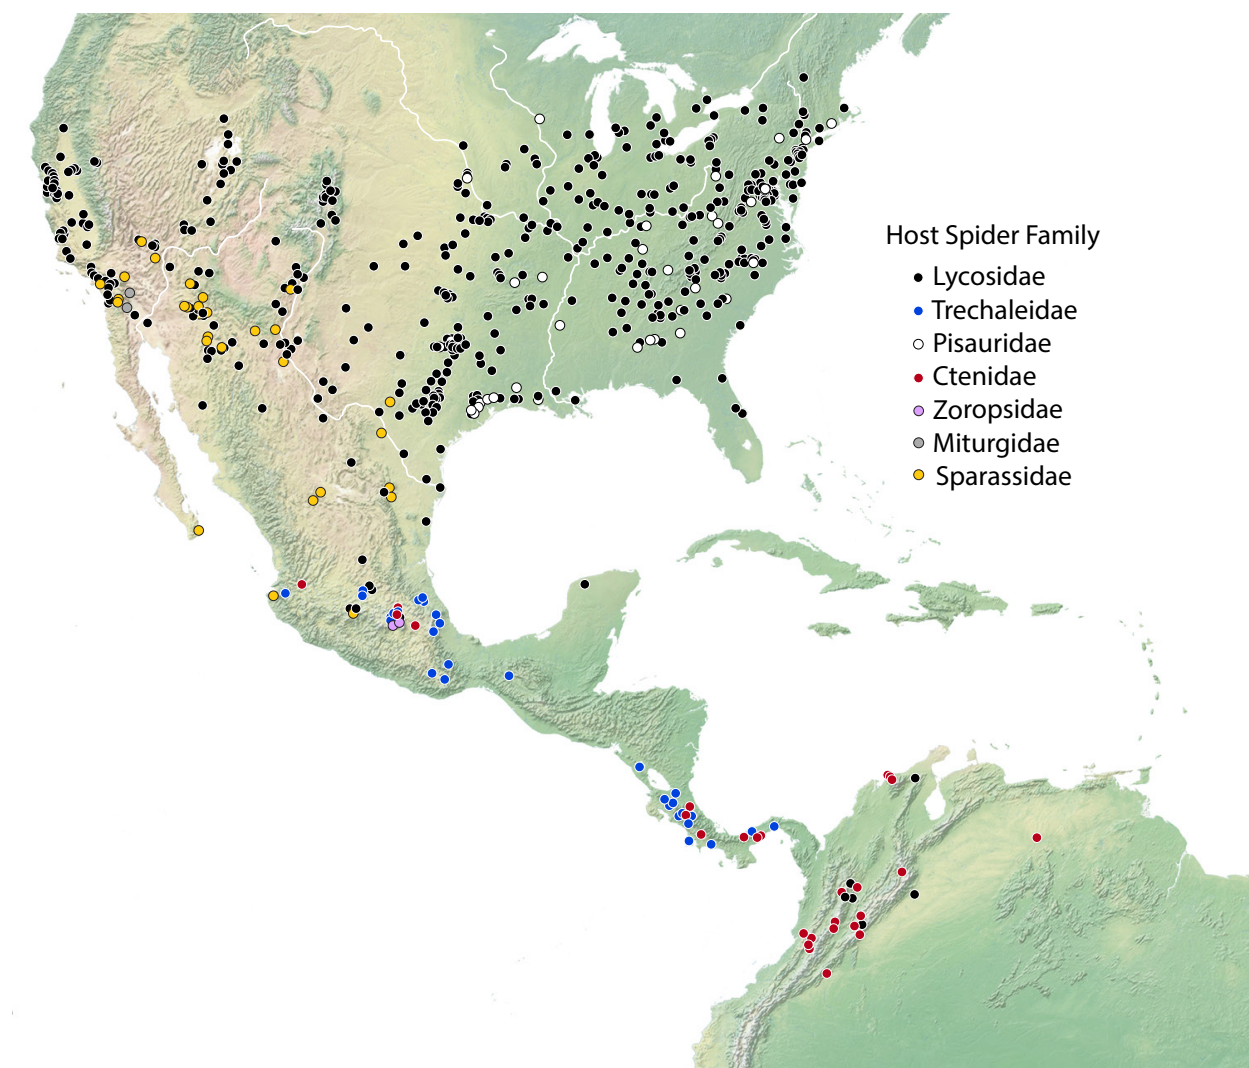 Host Spider Family
Lycosidae
Trechaleidae
Pisauridae
Ctenidae
Zoropsidae
Miturgidae
Sparassidae